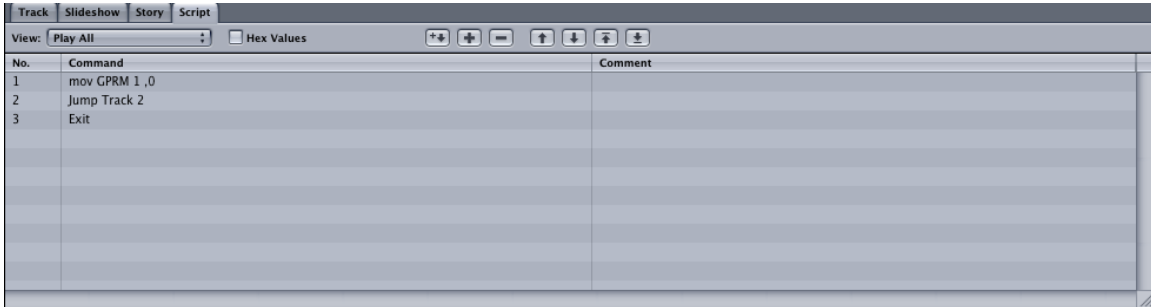 Track Slideshow Story Script
View: Play All Hex Values
No. Command Comment
1 mov GPRM 1 ,0
2 Jump Track 2
3 Exit